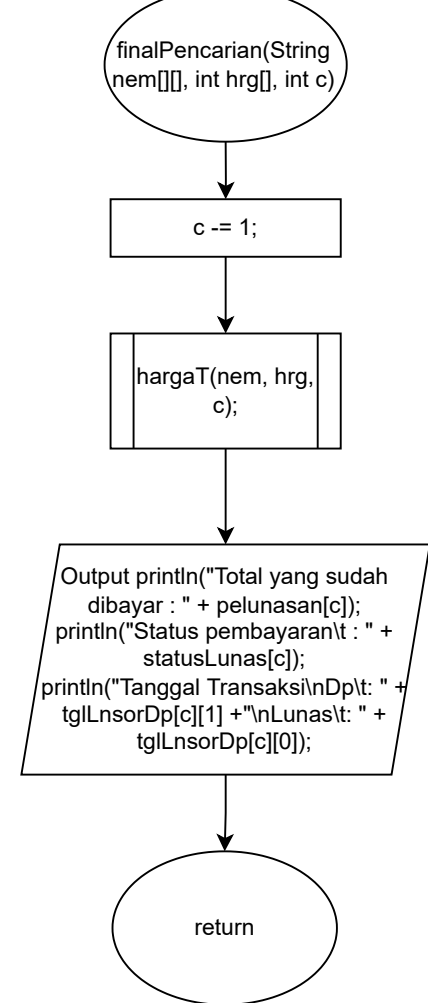 finalPencarian(String
nem[][], int hrg[], int c)
c -= 1;
hargaT(nem, hrg,
c);
Output println("Total yang sudah
dibayar : " + pelunasan[c]);
println("Status pembayaran\t : " +
statusLunas[c]);
println("Tanggal Transaksi\nDp\t: " +
tglLnsorDp[c][1] +"\nLunas\t: " +
tglLnsorDp[c][0]);
return